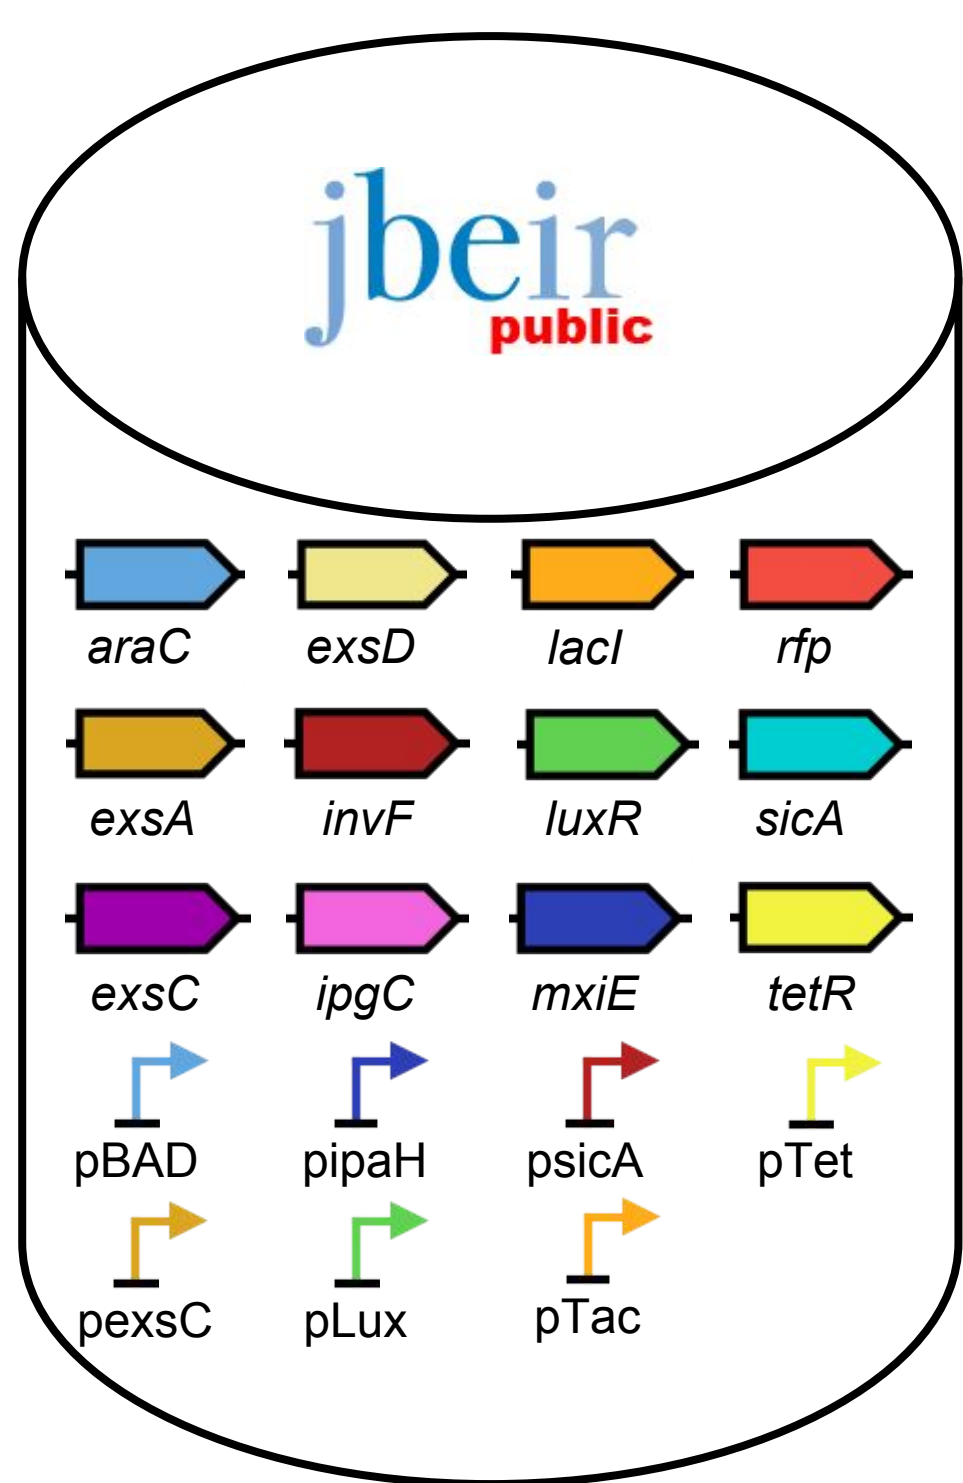 jbeir
public
araC exsD lacI rfp
exsA invF luxR sicA
exsC ipgC mxiE tetR
pBAD pipaH psicA pTet
pexsC pLux pTac